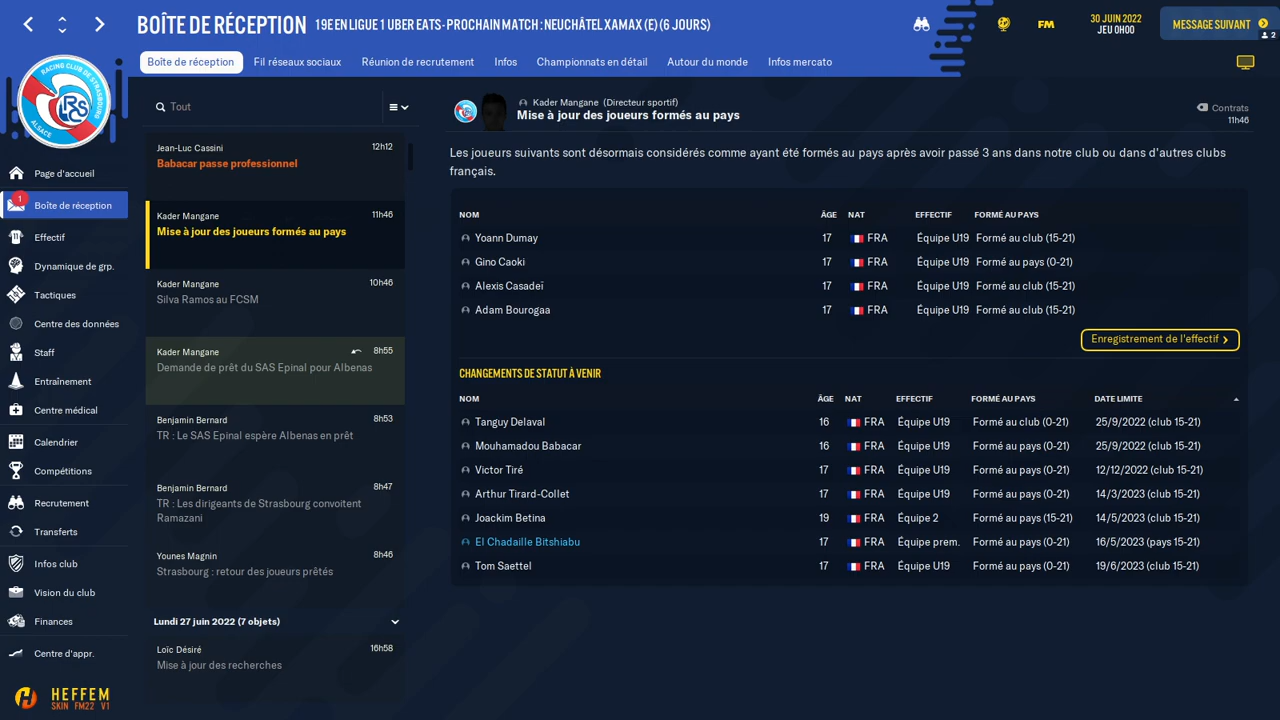 BOÎTE DE RÉCEPTION
19E EN LIGUE 1 UBER EATS - PROCHAIN MATCH : NEUCHÂTEL XAMAX (E) (6 JOURS)
FM
30 JUIN 2022
JEU 0H00
MESSAGE SUIVANT
2
Boîte de réception
Fil réseaux sociaux
Réunion de recrutement
Infos
Championnats en détail
Autour du monde
Infos mercato
RACING CLUB DE STRASBOURG
RCS
ALSACE
Page d'accueil
1
Boîte de réception
Effectif
Dynamique de grp.
Tactiques
Centre des données
Staff
Entraînement
Centre médical
Calendrier
Compétitions
Recrutement
Transferts
Infos club
Vision du club
Finances
Centre d'appr.
HEFFEM
SKIN FM22 V1
Tout
Jean-Luc Cassini 12h12
Babacar passe professionnel
Kader Mangane 11h46
Mise à jour des joueurs formés au pays
Kader Mangane 10h46
Silva Ramos au FCSM
Kader Mangane 8h55
Demande de prêt du SAS Epinal pour Albenas
Benjamin Bernard 8h53
TR : Le SAS Epinal espère Albenas en prêt
Benjamin Bernard 8h47
TR : Les dirigeants de Strasbourg convoitent
Ramazani
Younes Magnin 8h46
Strasbourg : retour des joueurs prêtés
Lundi 27 juin 2022 (7 objets)
Loïc Désiré 16h58
Mise à jour des recherches
Kader Mangane (Directeur sportif)
Mise à jour des joueurs formés au pays
Contrats
11h46
Les joueurs suivants sont désormais considérés comme ayant été formés au pays après avoir passé 3 ans dans notre club ou dans d'autres clubs
français.
NOM ÂGE NAT EFFECTIF FORMÉ AU PAYS
Yoann Dumay 17 FRA Équipe U19 Formé au club (15-21)
Gino Caoki 17 FRA Équipe U19 Formé au pays (0-21)
Alexis Casadeï 17 FRA Équipe U19 Formé au club (15-21)
Adam Bourogaa 17 FRA Équipe U19 Formé au club (15-21)
Enregistrement de l'effectif
CHANGEMENTS DE STATUT À VENIR
NOM ÂGE NAT EFFECTIF FORMÉ AU PAYS DATE LIMITE
Tanguy Delaval 16 FRA Équipe U19 Formé au club (0-21) 25/9/2022 (club 15-21)
Mouhamadou Babacar 16 FRA Équipe U19 Formé au pays (0-21) 25/9/2022 (club 15-21)
Victor Tiré 17 FRA Équipe U19 Formé au pays (0-21) 12/12/2022 (club 15-21)
Arthur Tirard-Collet 17 FRA Équipe U19 Formé au pays (0-21) 14/3/2023 (club 15-21)
Joackim Betina 19 FRA Équipe 2 Formé au pays (15-21) 14/5/2023 (club 15-21)
El Chadaille Bitshiabu 17 FRA Équipe prem. Formé au pays (0-21) 16/5/2023 (pays 15-21)
Tom Saettel 17 FRA Équipe U19 Formé au pays (0-21) 19/6/2023 (club 15-21)